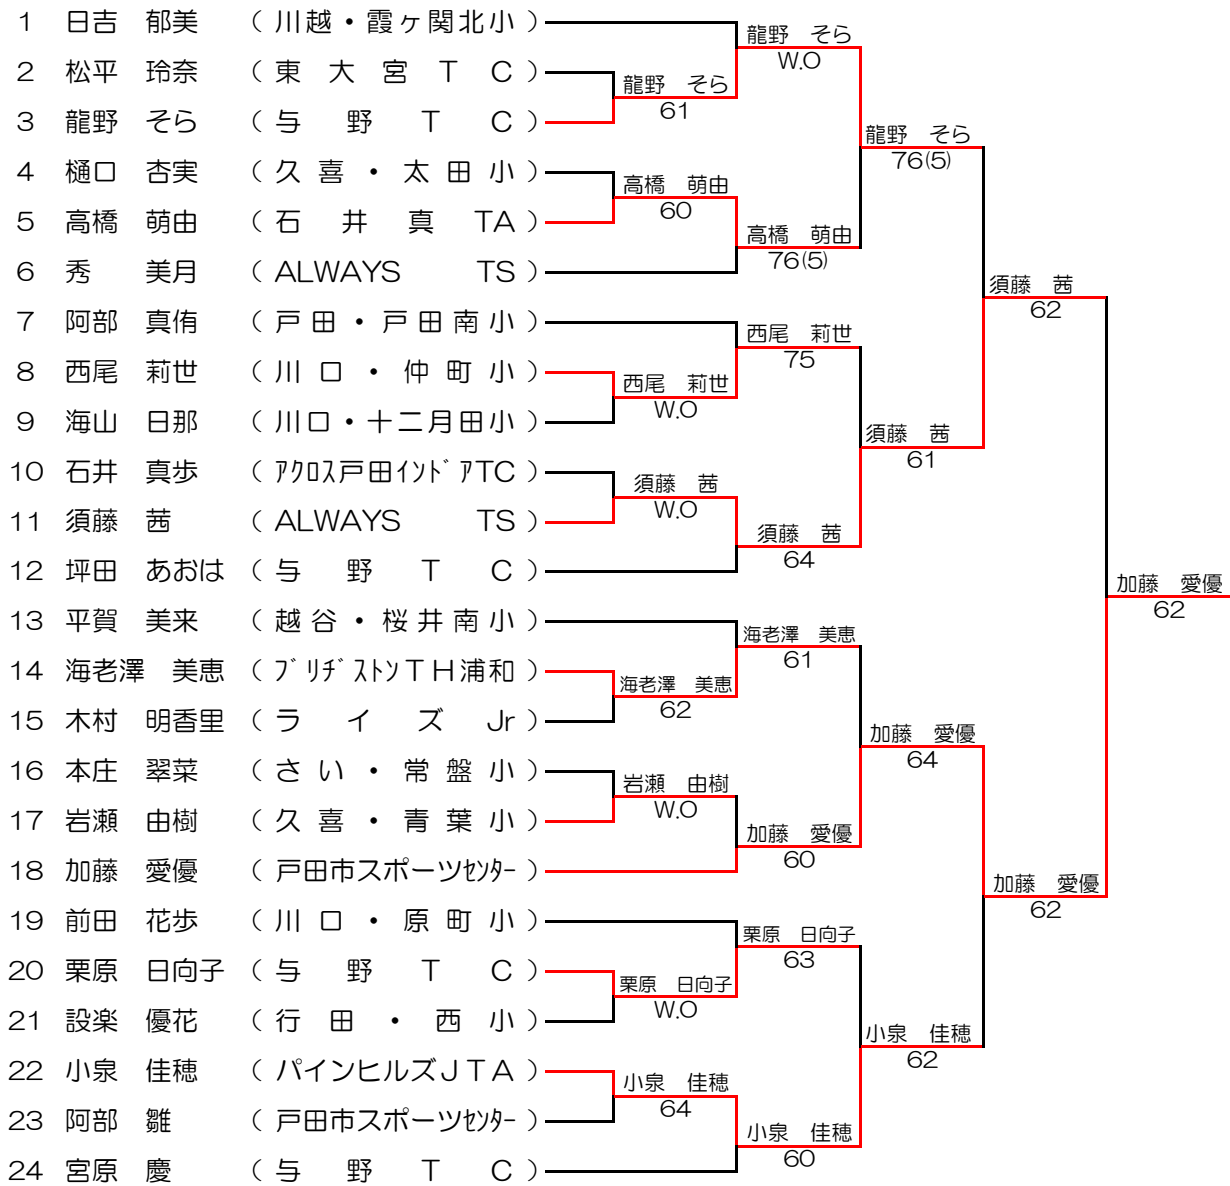 1 日吉 郁美 （川越・霞ヶ関北小）
龍野 そら
W.O
2 松平 玲奈 （東大宮TC）
龍野 そら
61
3 龍野 そら （与野TC）
龍野 そら
76(5)
4 樋口 杏実 （久喜・太田小）
高橋 萌由
60
5 高橋 萌由 （石井真TA）
高橋 萌由
76(5)
6 秀 美月 （ALWAYS TS）
須藤 茜
62
7 阿部 真侑 （戸田・戸田南小）
西尾 莉世
75
8 西尾 莉世 （川口・仲町小）
西尾 莉世
W.O
9 海山 日那 （川口・十二月田小）
須藤 茜
61
10 石井 真歩 （ｱｸﾛｽ戸田ｲﾝﾄﾞｱTC）
須藤 茜
W.O
11 須藤 茜 （ALWAYS TS）
須藤 茜
64
12 坪田 あおは （与野TC）
加藤 愛優
62
13 平賀 美来 （越谷・桜井南小）
海老澤 美恵
61
14 海老澤 美恵 （ﾌﾞﾘﾁﾞｽﾄﾝTH浦和）
海老澤 美恵
62
15 木村 明香里 （ライズJr）
加藤 愛優
64
16 本庄 翠菜 （さい・常盤小）
岩瀬 由樹
W.O
17 岩瀬 由樹 （久喜・青葉小）
加藤 愛優
60
18 加藤 愛優 （戸田市スポーツｾﾝﾀｰ）
加藤 愛優
62
19 前田 花歩 （川口・原町小）
栗原 日向子
63
20 栗原 日向子 （与野TC）
栗原 日向子
W.O
21 設楽 優花 （行田・西小）
小泉 佳穂
62
22 小泉 佳穂 （パインヒルズJTA）
小泉 佳穂
64
23 阿部 雛 （戸田市スポーツｾﾝﾀｰ）
小泉 佳穂
60
24 宮原 慶 （与野TC）